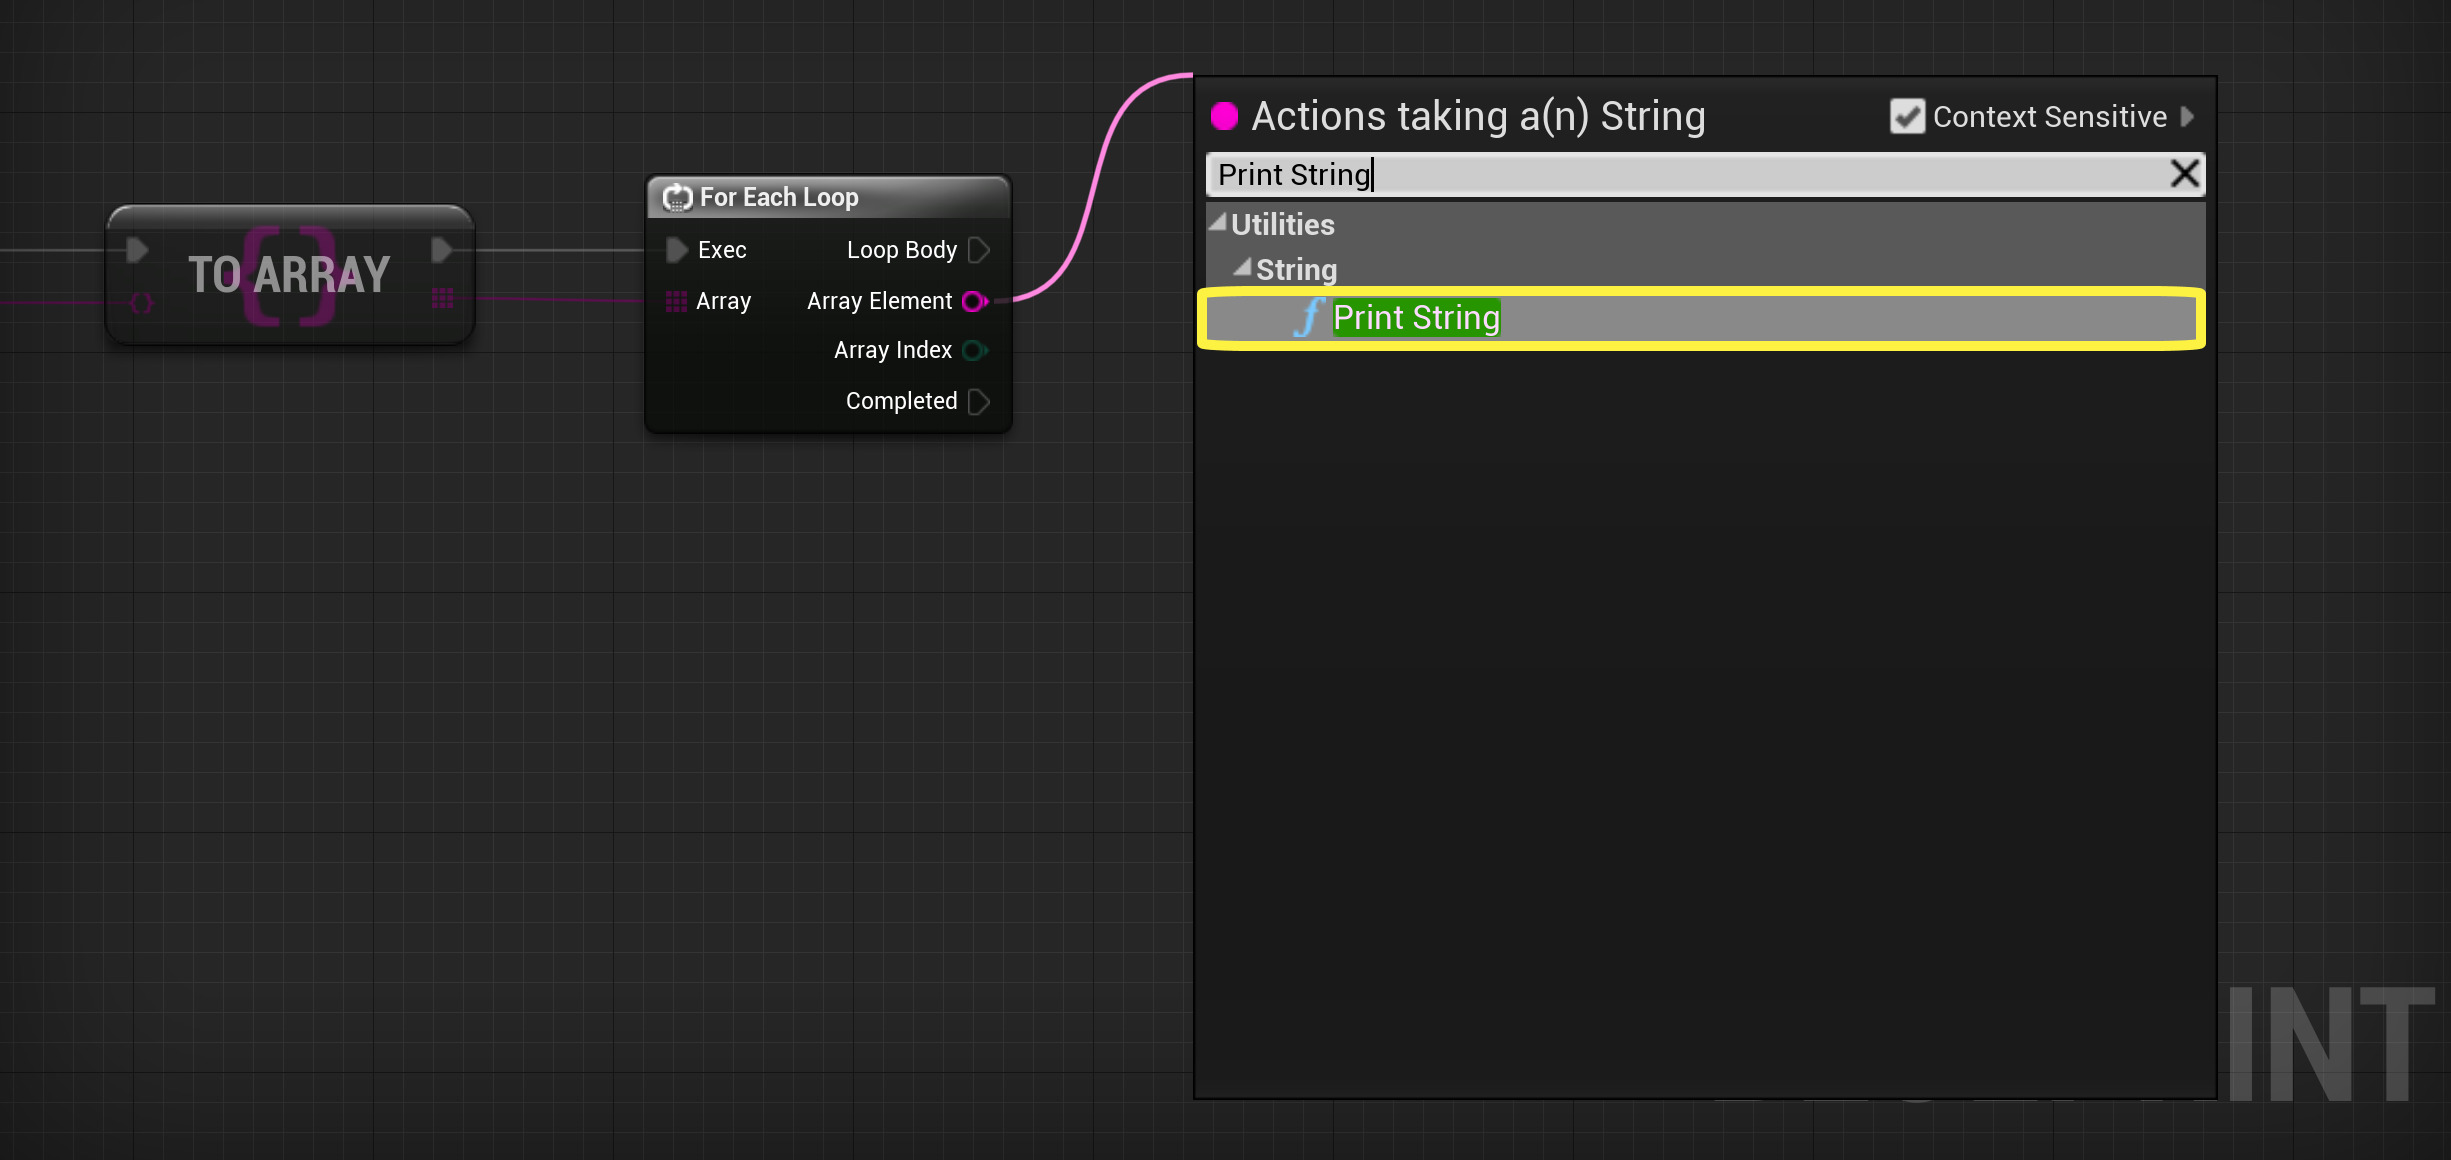 TO ARRAY
For Each Loop
Exec
Loop Body
Array
Array Element
Array Index
Completed
Actions taking a(n) String
Context Sensitive
Print String
Utilities
String
Print String
INT